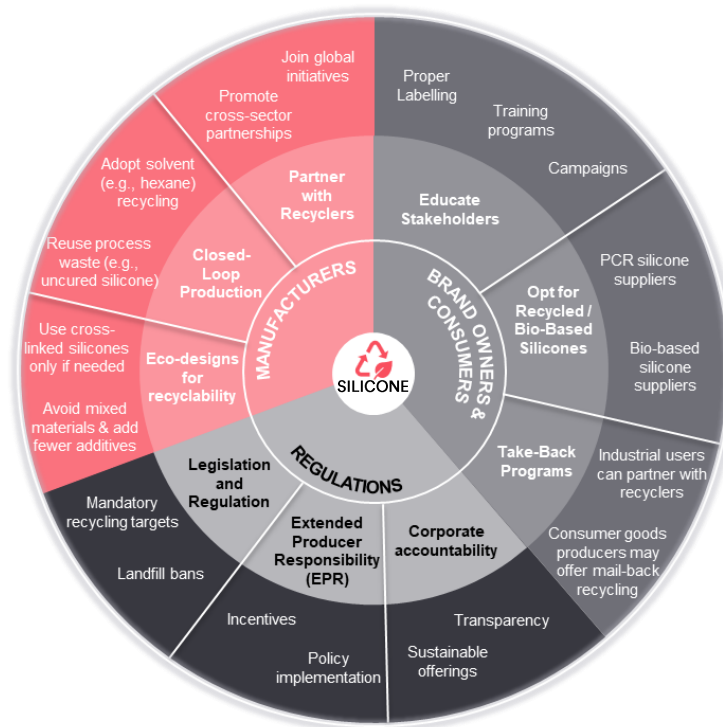 Join global
initiatives
Promote
cross-sector
partnerships
Partner
with
Recyclers
Adopt solvent
(e.g., hexane)
recycling
Reuse process
waste (e.g.,
uncured silicone)
Closed-
Loop
Production
Use cross-
linked silicones
only if needed
Avoid mixed
materials & add
fewer additives
Eco-designs
for
recyclability
MANUFACTURERS
Proper
Labelling
Training
programs
Campaigns
Educate
Stakeholders
PCR silicone
suppliers
Bio-based
silicone
suppliers
Opt for
Recycled /
Bio-Based
Silicones
Industrial users
can partner with
recyclers
Consumer goods
producers may
offer mail-back
recycling
Take-Back
Programs
BRAND OWNERS &
CONSUMERS
SILICONE
REGULATIONS
Legislation
and
Regulation
Mandatory
recycling targets
Landfill bans
Extended
Producer
Responsibility
(EPR)
Incentives
Policy
implementation
Corporate
accountability
Transparency
Sustainable
offerings